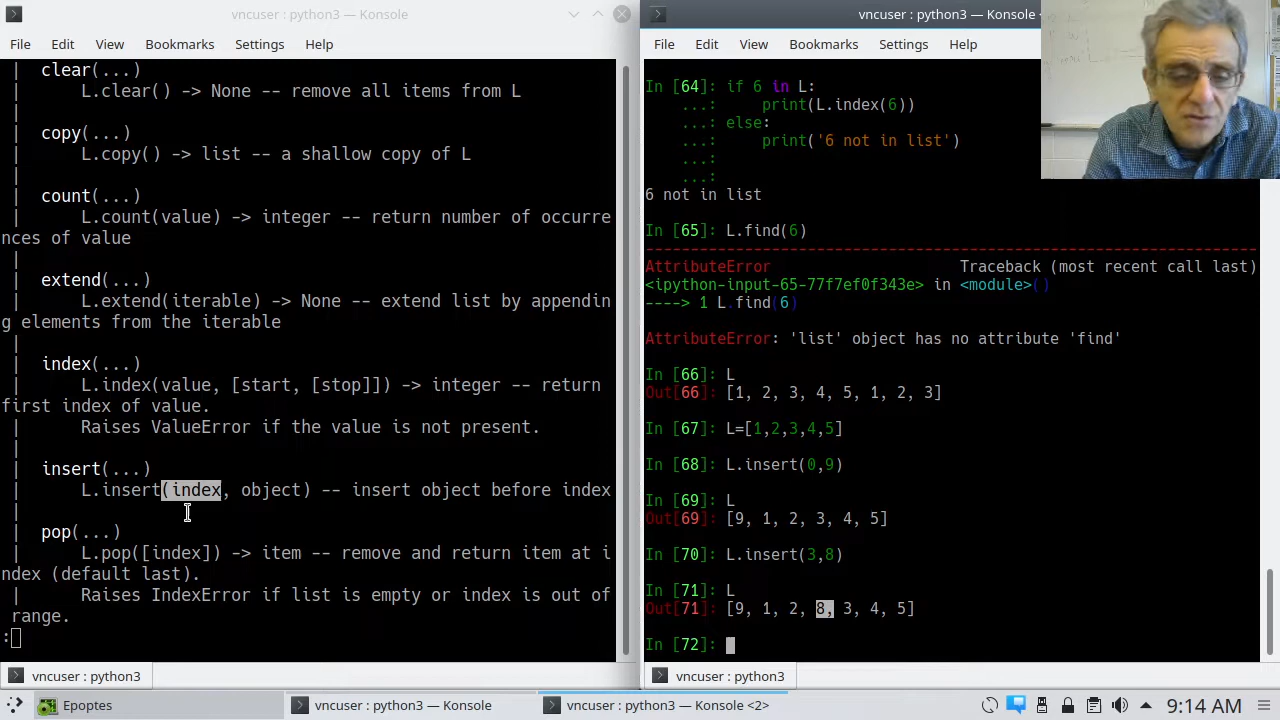 vncuser : python3 — Konsole
File Edit View Bookmarks Settings Help
| clear(...)
| L.clear() -> None -- remove all items from L
|
| copy(...)
| L.copy() -> list -- a shallow copy of L
|
| count(...)
| L.count(value) -> integer -- return number of occurre
nces of value
|
| extend(...)
| L.extend(iterable) -> None -- extend list by appendin
g elements from the iterable
|
| index(...)
| L.index(value, [start, [stop]]) -> integer -- return
first index of value.
| Raises ValueError if the value is not present.
|
| insert(...)
| L.insert(index, object) -- insert object before index
|
| pop(...)
| L.pop([index]) -> item -- remove and return item at i
ndex (default last).
| Raises IndexError if list is empty or index is out of
range.
:
vncuser : python3
vncuser : python3 — Konsole
File Edit View Bookmarks Settings Help
In [64]: if 6 in L:
...: print(L.index(6))
...: else:
...: print('6 not in list')
...:
...:
6 not in list
In [65]: L.find(6)
---------------------------------------------------------------------------
AttributeError Traceback (most recent call last)
<ipython-input-65-77f7ef0f343e> in <module>()
----> 1 L.find(6)
AttributeError: 'list' object has no attribute 'find'
In [66]: L
Out[66]: [1, 2, 3, 4, 5, 1, 2, 3]
In [67]: L=[1,2,3,4,5]
In [68]: L.insert(0,9)
In [69]: L
Out[69]: [9, 1, 2, 3, 4, 5]
In [70]: L.insert(3,8)
In [71]: L
Out[71]: [9, 1, 2, 8, 3, 4, 5]
In [72]:
vncuser : python3
Epoptes
vncuser : python3 — Konsole
vncuser : python3 — Konsole <2>
9:14 AM